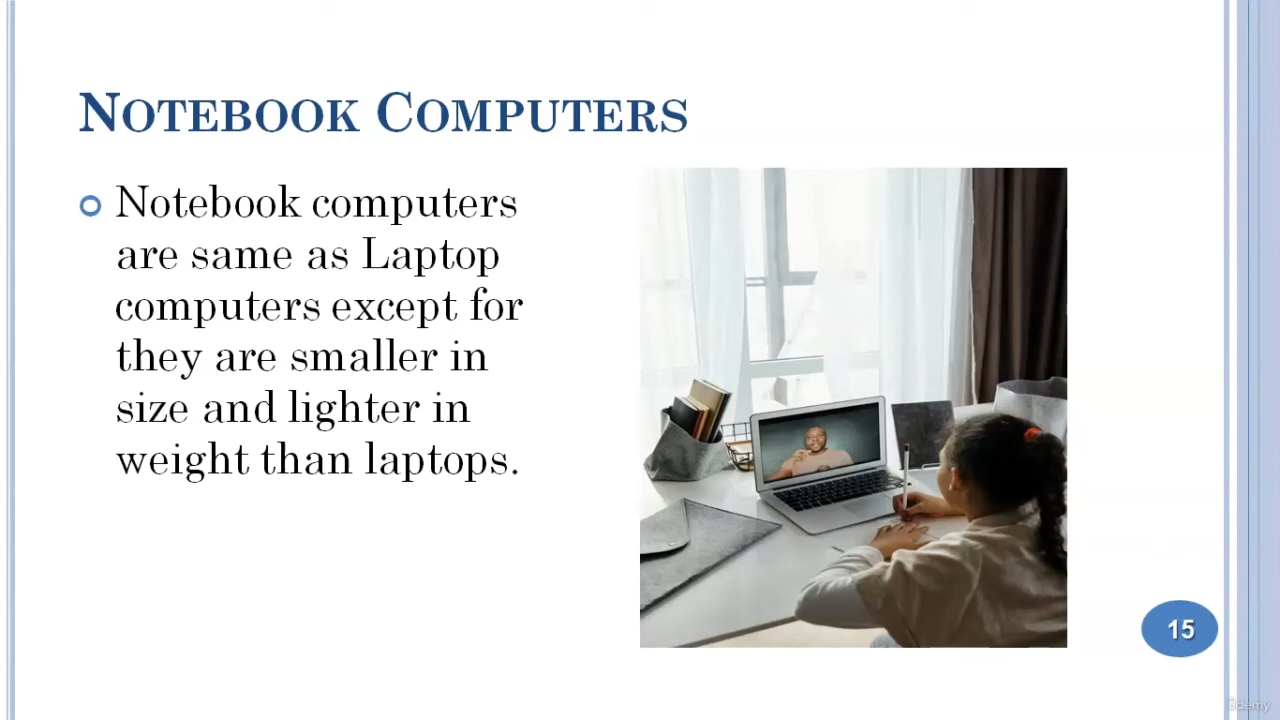 NOTEBOOK COMPUTERS
Notebook computers
are same as Laptop
computers except for
they are smaller in
size and lighter in
weight than laptops.
15
ûdemy